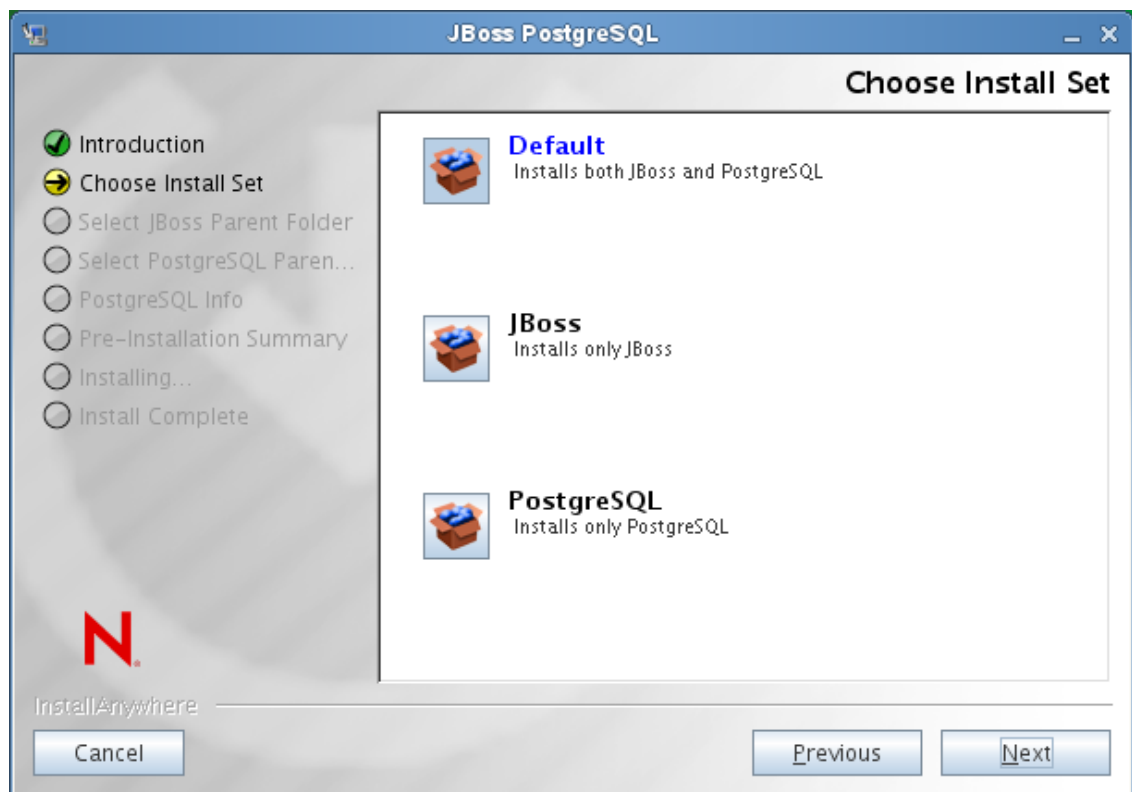 JBoss PostgreSQL
Choose Install Set
Introduction
Choose Install Set
Select JBoss Parent Folder
Select PostgreSQL Paren...
PostgreSQL Info
Pre-Installation Summary
Installing...
Install Complete
Default
Installs both JBoss and PostgreSQL
JBoss
Installs only JBoss
PostgreSQL
Installs only PostgreSQL
N
InstallAnywhere
Cancel
Previous
Next